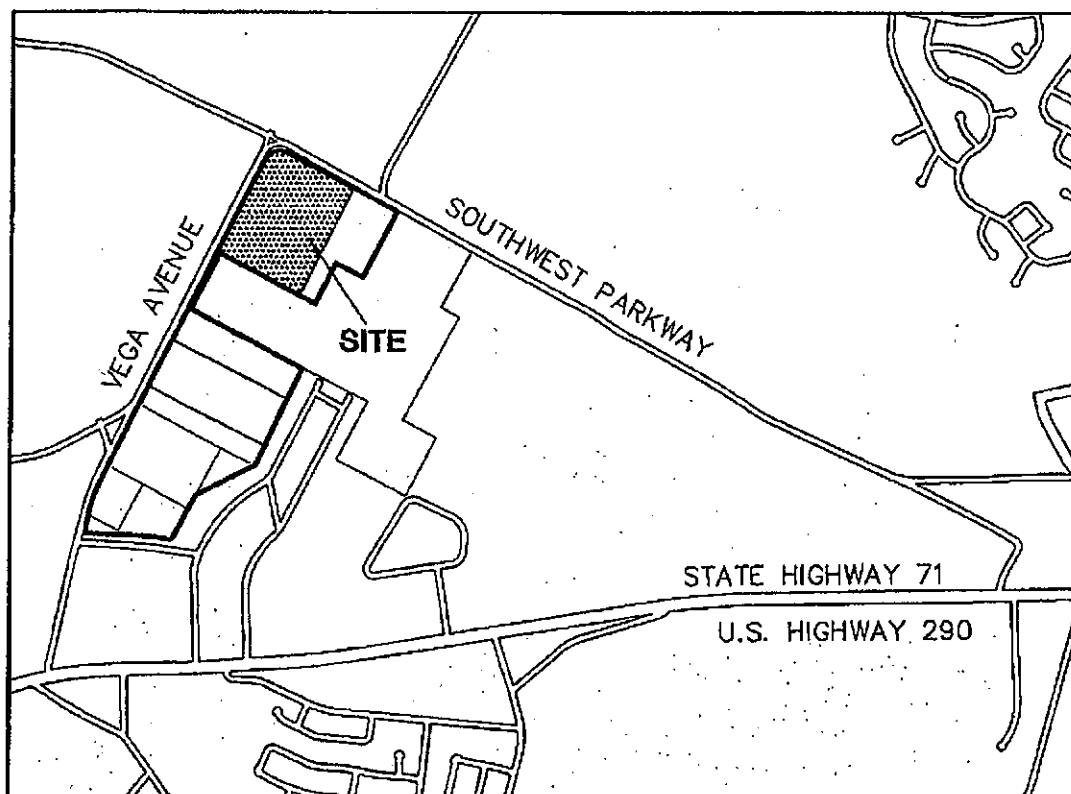 SOUTHWEST PARKWAY
VEGA AVENUE
SITE
STATE HIGHWAY 71
U.S. HIGHWAY 290